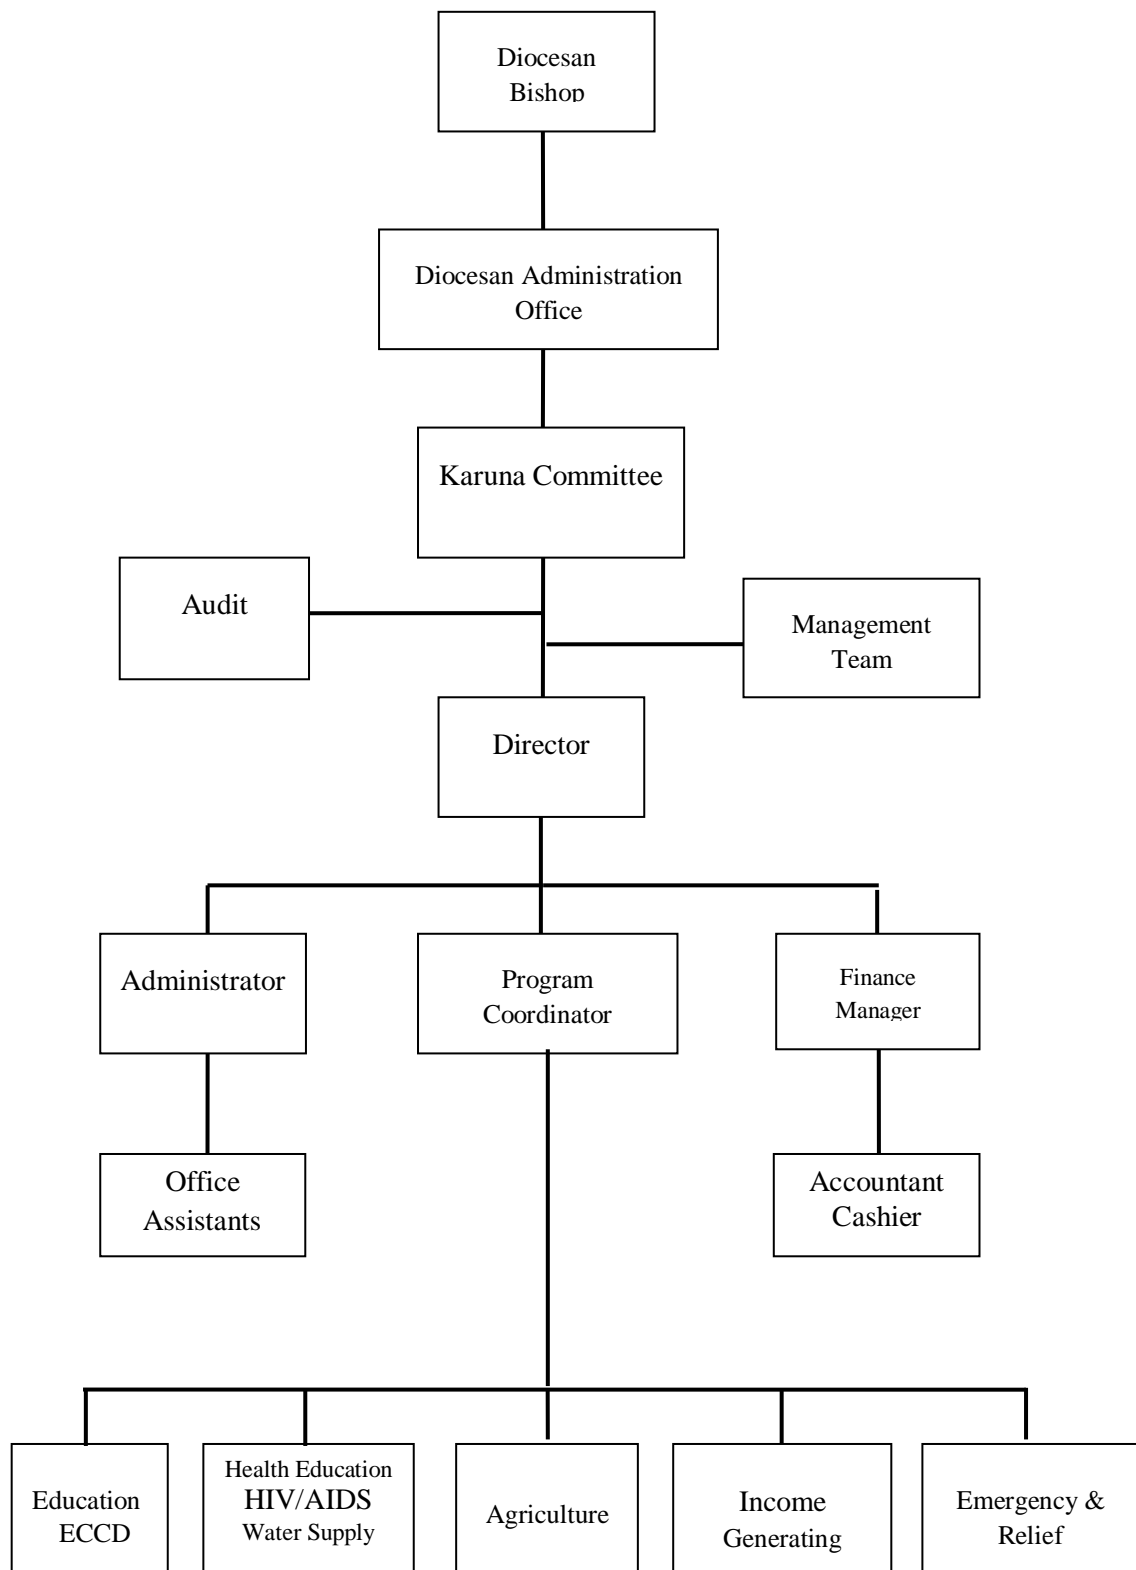 Diocesan
Bishop
Diocesan Administration
Office
Karuna Committee
Audit
Management
Team
Director
Administrator
Program
Coordinator
Finance
Manager
Office
Assistants
Accountant
Cashier
Education
ECCD
Health Education
HIV/AIDS
Water Supply
Agriculture
Income
Generating
Emergency &
Relief